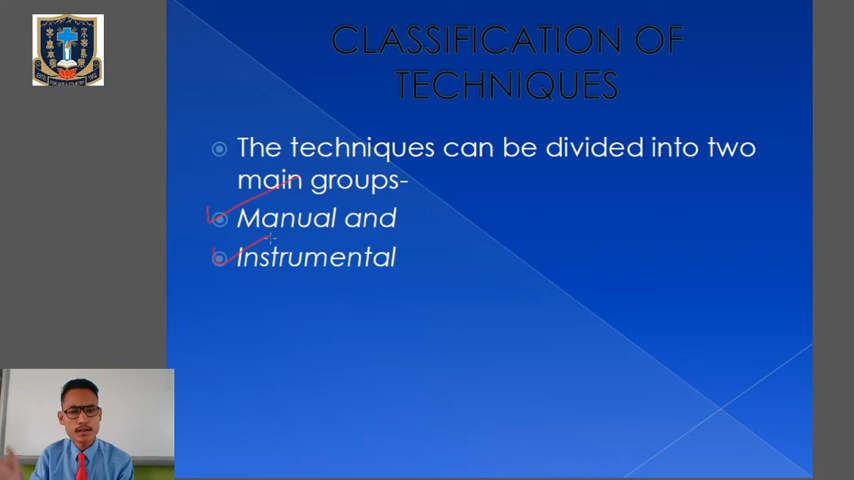 CLASSIFICATION OF
TECHNIQUES
The techniques can be divided into two
main groups-
Manual and
Instrumental